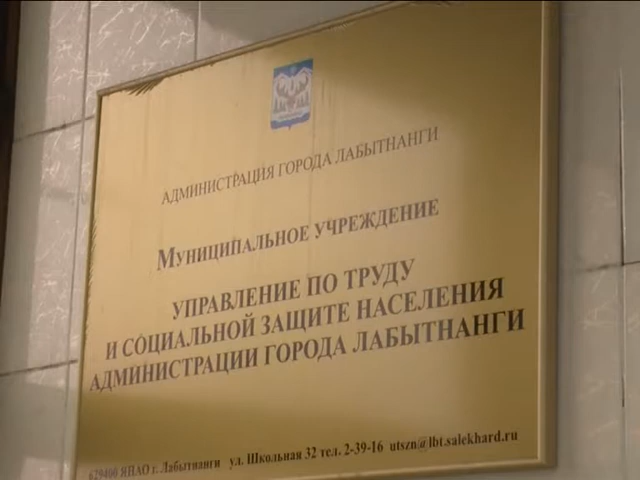 АДМИНИСТРАЦИЯ ГОРОДА ЛАБЫТНАНГИ
МУНИЦИПАЛЬНОЕ УЧРЕЖДЕНИЕ
УПРАВЛЕНИЕ ПО ТРУДУ
И СОЦИАЛЬНОЙ ЗАЩИТЕ НАСЕЛЕНИЯ
АДМИНИСТРАЦИИ ГОРОДА ЛАБЫТНАНГИ
629400 ЯНАО г. Лабытнанги ул. Школьная 32 тел. 2-39-16 utszn@lbt.salekhard.ru